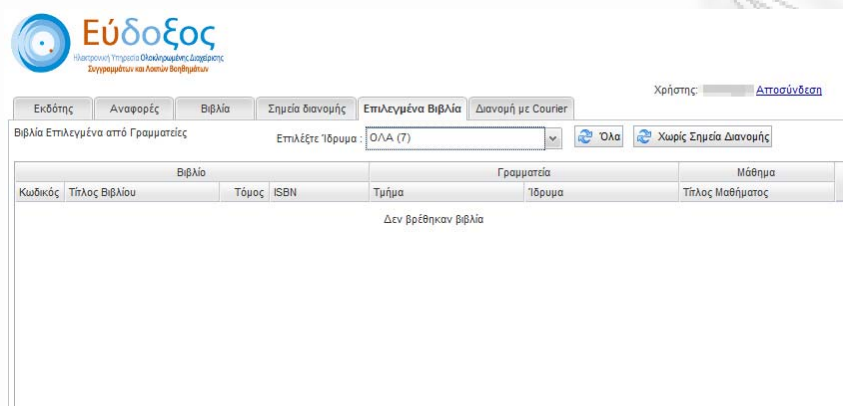 Εύδοξος
Ηλεκτρονική Υπηρεσία Ολοκληρωμένης Διαχείρισης
Συγγραμμάτων και Λοιπών Βοηθημάτων
Χρήστης: Αποσύνδεση
Εκδότης Αναφορές Βιβλία Σημεία διανομής Επιλεγμένα Βιβλία Διανομή με Courier
Βιβλία Επιλεγμένα από Γραμματείες Επιλέξτε Ίδρυμα : ΟΛΑ (7) Όλα Χωρίς Σημεία Διανομής
Βιβλίο Γραμματεία Μάθημα
Κωδικός Τίτλος Βιβλίου Τόμος ISBN Τμήμα Ίδρυμα Τίτλος Μαθήματος
Δεν βρέθηκαν βιβλία